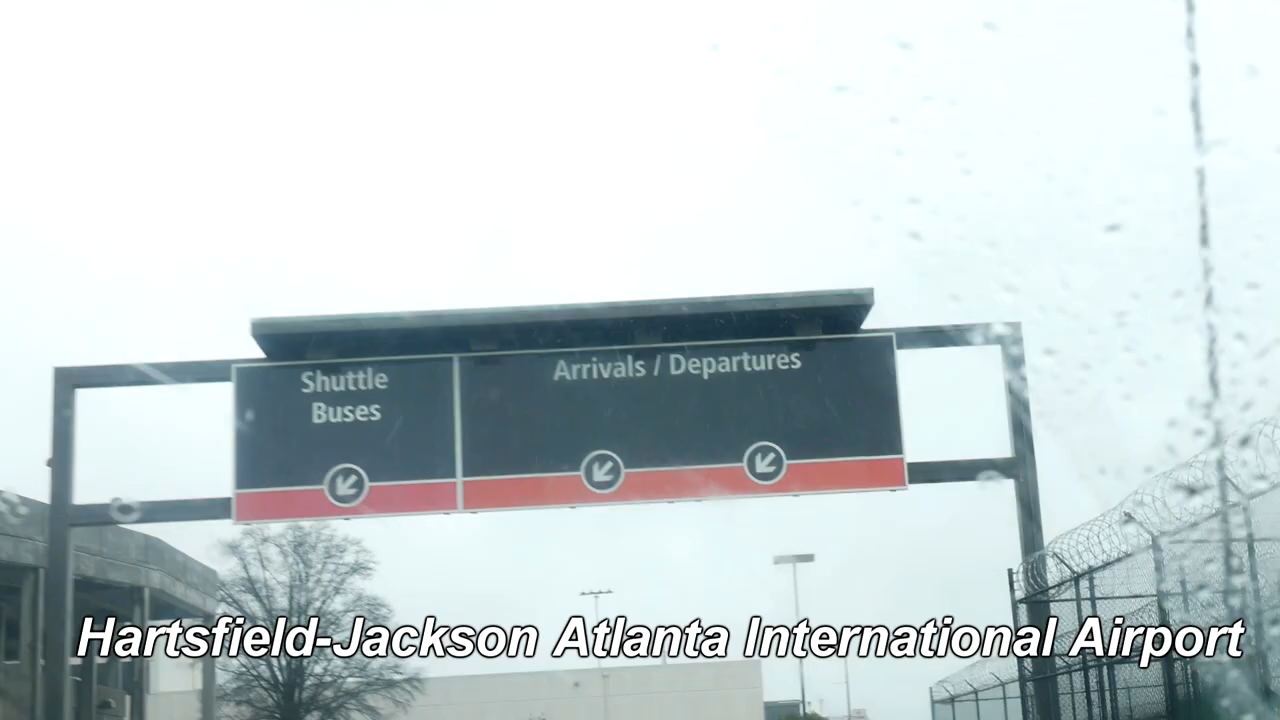 Shuttle
Buses
Arrivals / Departures
Hartsfield-Jackson Atlanta International Airport